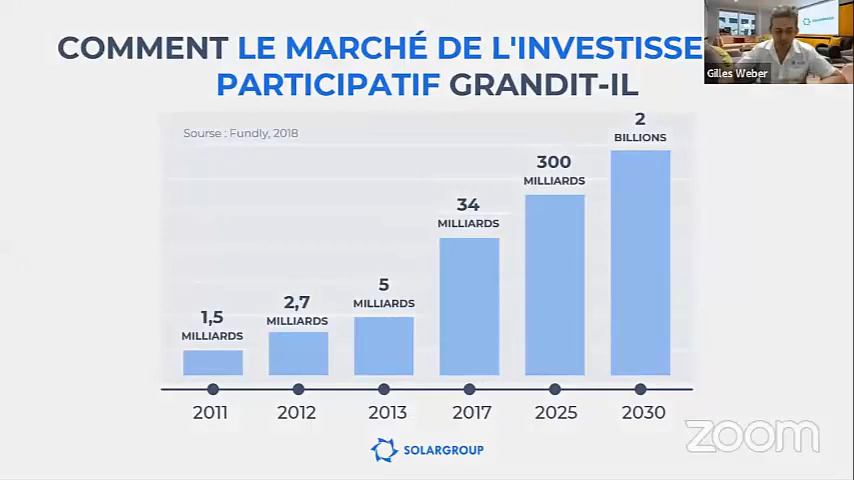 COMMENT LE MARCHÉ DE L'INVESTISSE
PARTICIPATIF GRANDIT-IL
Gilles Weber
Sourse : Fundly, 2018
1,5
MILLIARDS
2,7
MILLIARDS
5
MILLIARDS
34
MILLIARDS
300
MILLIARDS
2
BILLIONS
2011
2012
2013
2017
2025
2030
SOLARGROUP
zoom